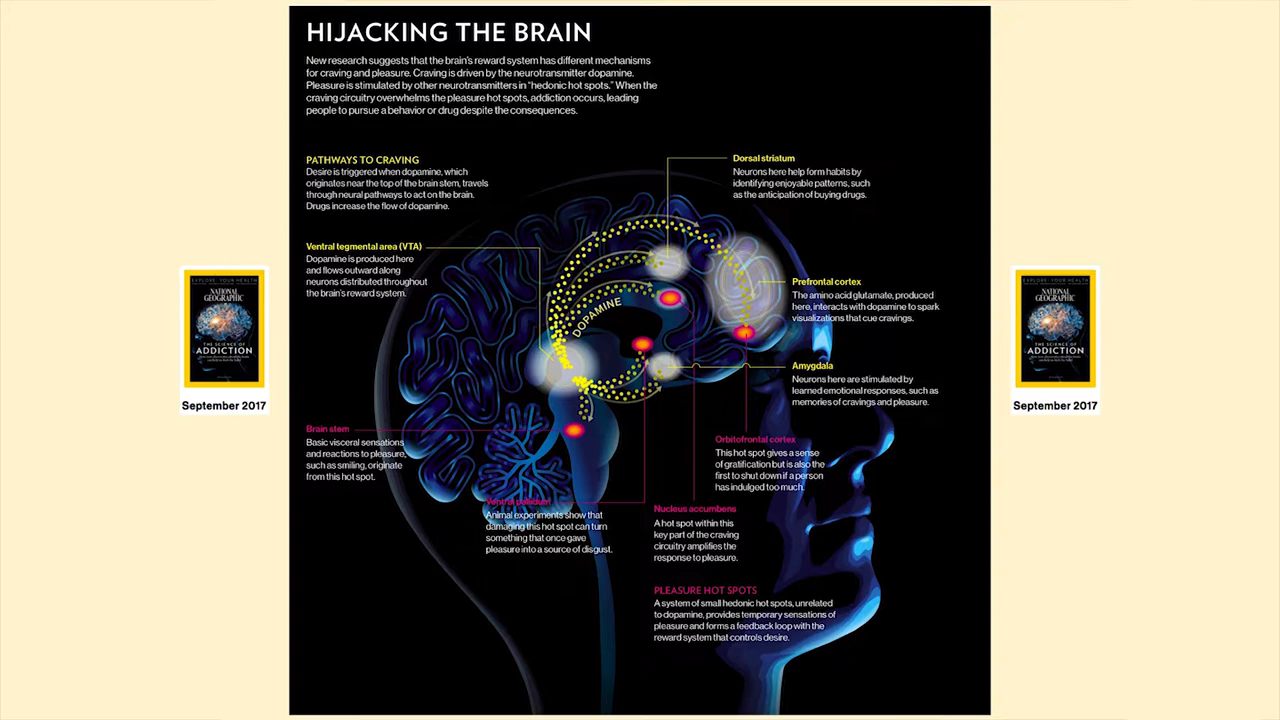 HIJACKING THE BRAIN
New research suggests that the brain's reward system has different mechanisms
for craving and pleasure. Craving is driven by the neurotransmitter dopamine.
Pleasure is stimulated by other neurotransmitters in "hedonic hot spots." When the
craving circuitry overwhelms the pleasure hot spots, addiction occurs, leading
people to pursue a behavior or drug despite the consequences.
PATHWAYS TO CRAVING
Desire is triggered when dopamine, which
originates near the top of the brain stem, travels
through neural pathways to act on the brain.
Drugs increase the flow of dopamine.
Dorsal striatum
Neurons here help form habits by
identifying enjoyable patterns, such
as the anticipation of buying drugs.
Ventral tegmental area (VTA)
Dopamine is produced here
and flows outward along
neurons distributed throughout
the brain's reward system.
DOPAMINE
Prefrontal cortex
The amino acid glutamate, produced
here, interacts with dopamine to spark
visualizations that cue cravings.
Amygdala
Neurons here are stimulated by
learned emotional responses, such as
memories of cravings and pleasure.
Brain stem
Basic visceral sensations
and reactions to pleasure,
such as smiling, originate
from this hot spot.
Orbitofrontal cortex
This hot spot gives a sense
of gratification but is also the
first to shut down if a person
has indulged too much.
Ventral pallidum
Animal experiments show that
damaging this hot spot can turn
something that once gave
pleasure into a source of disgust.
Nucleus accumbens
A hot spot within this
key part of the craving
circuitry amplifies the
response to pleasure.
PLEASURE HOT SPOTS
A system of small hedonic hot spots, unrelated
to dopamine, provides temporary sensations of
pleasure and forms a feedback loop with the
reward system that controls desire.
NATIONAL
GEOGRAPHIC
THE SCIENCE OF
ADDICTION
September 2017
NATIONAL
GEOGRAPHIC
THE SCIENCE OF
ADDICTION
September 2017